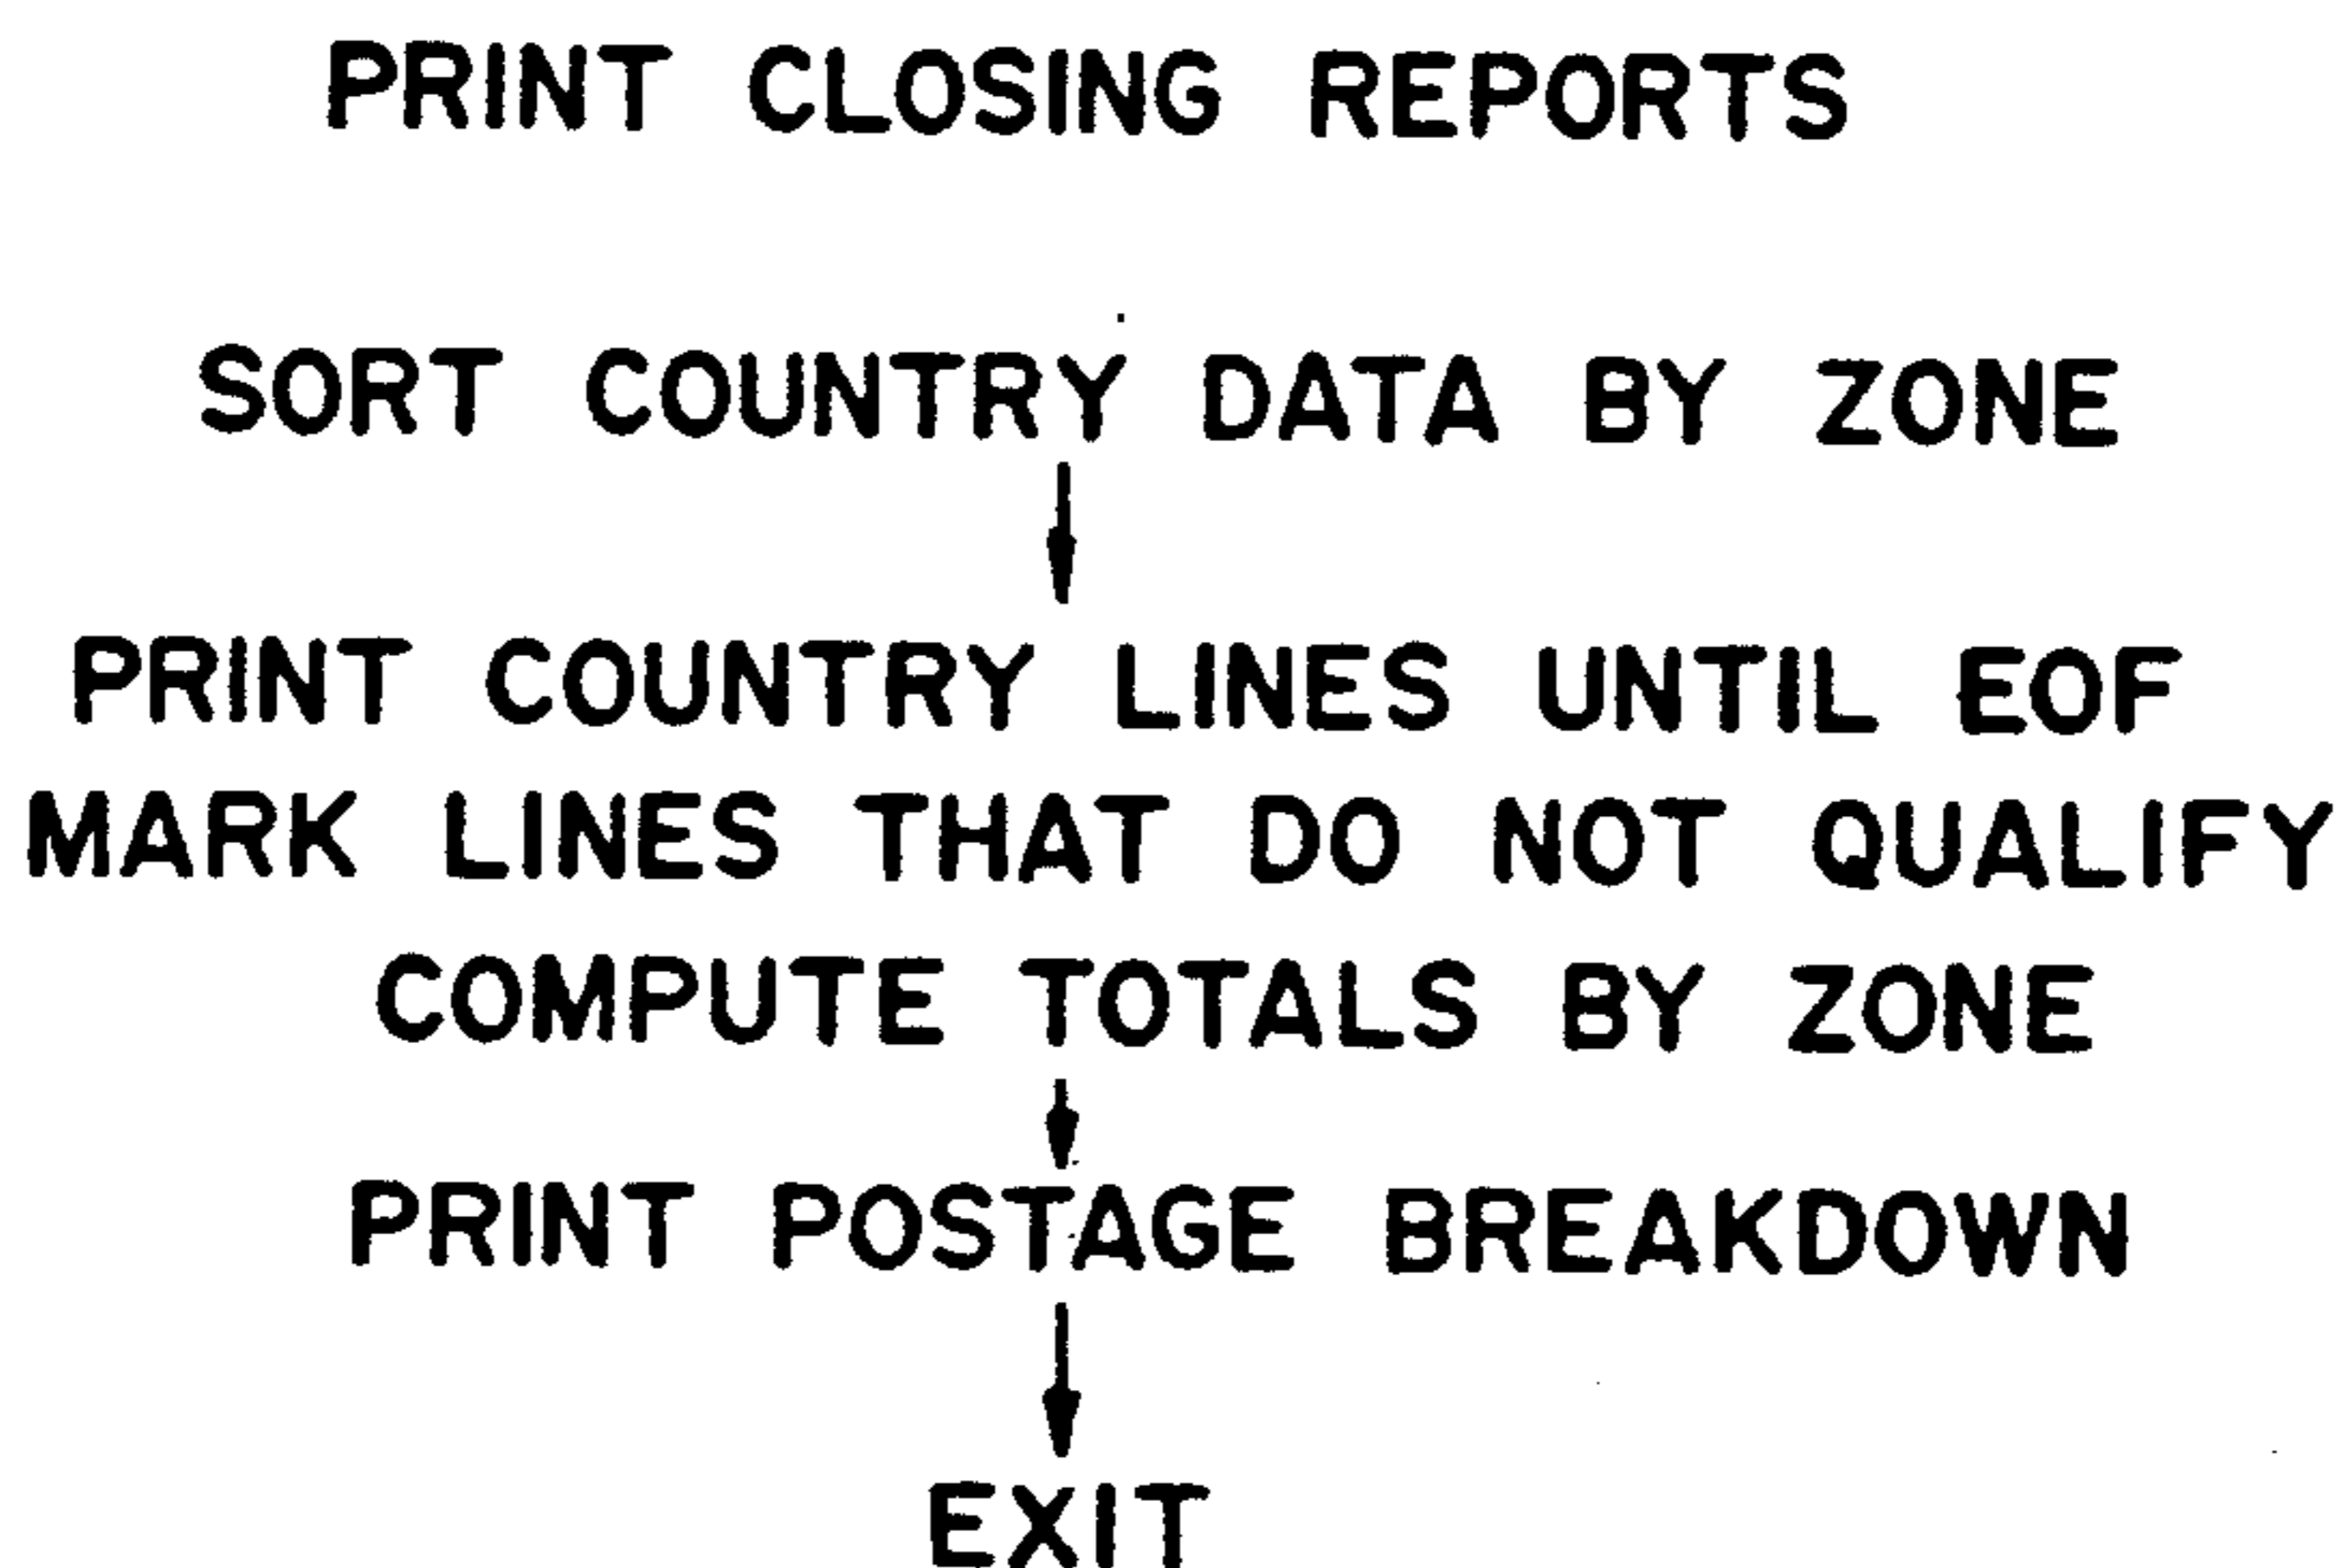 PRINT CLOSING REPORTS
SORT COUNTRY DATA BY ZONE
PRINT COUNTRY LINES UNTIL EOF
MARK LINES THAT DO NOT QUALIFY
COMPUTE TOTALS BY ZONE
PRINT POSTAGE BREAKDOWN
EXIT